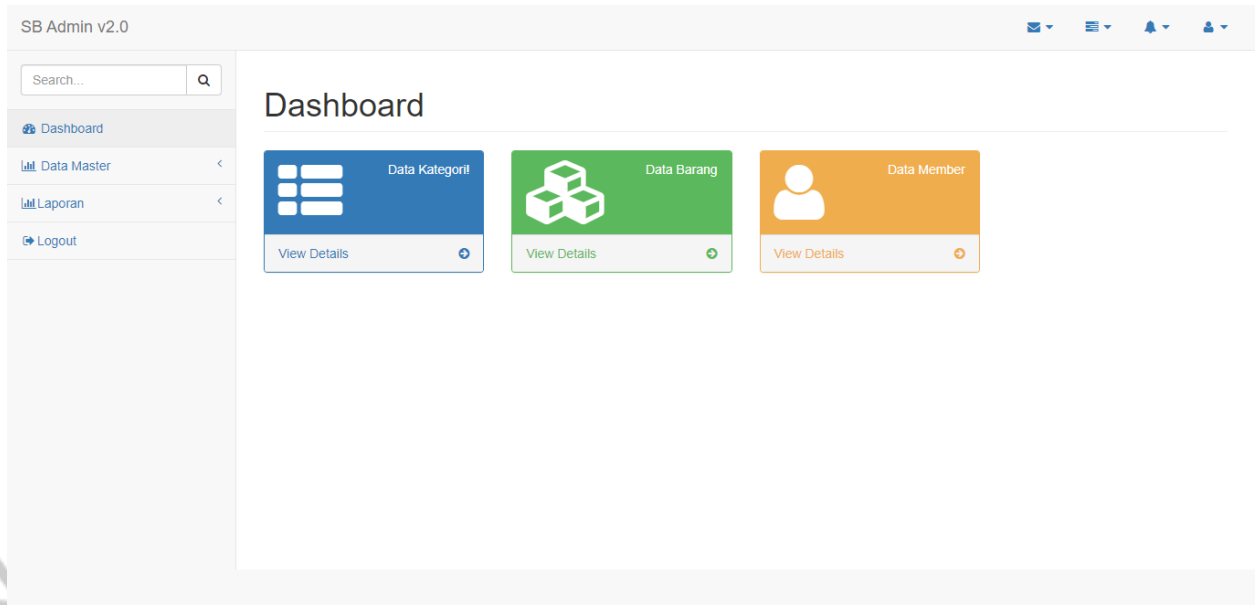 SB Admin v2.0
Search...
Dashboard
Data Master
Laporan
Logout
Dashboard
Data Kategori!
Data Barang
Data Member
View Details
View Details
View Details